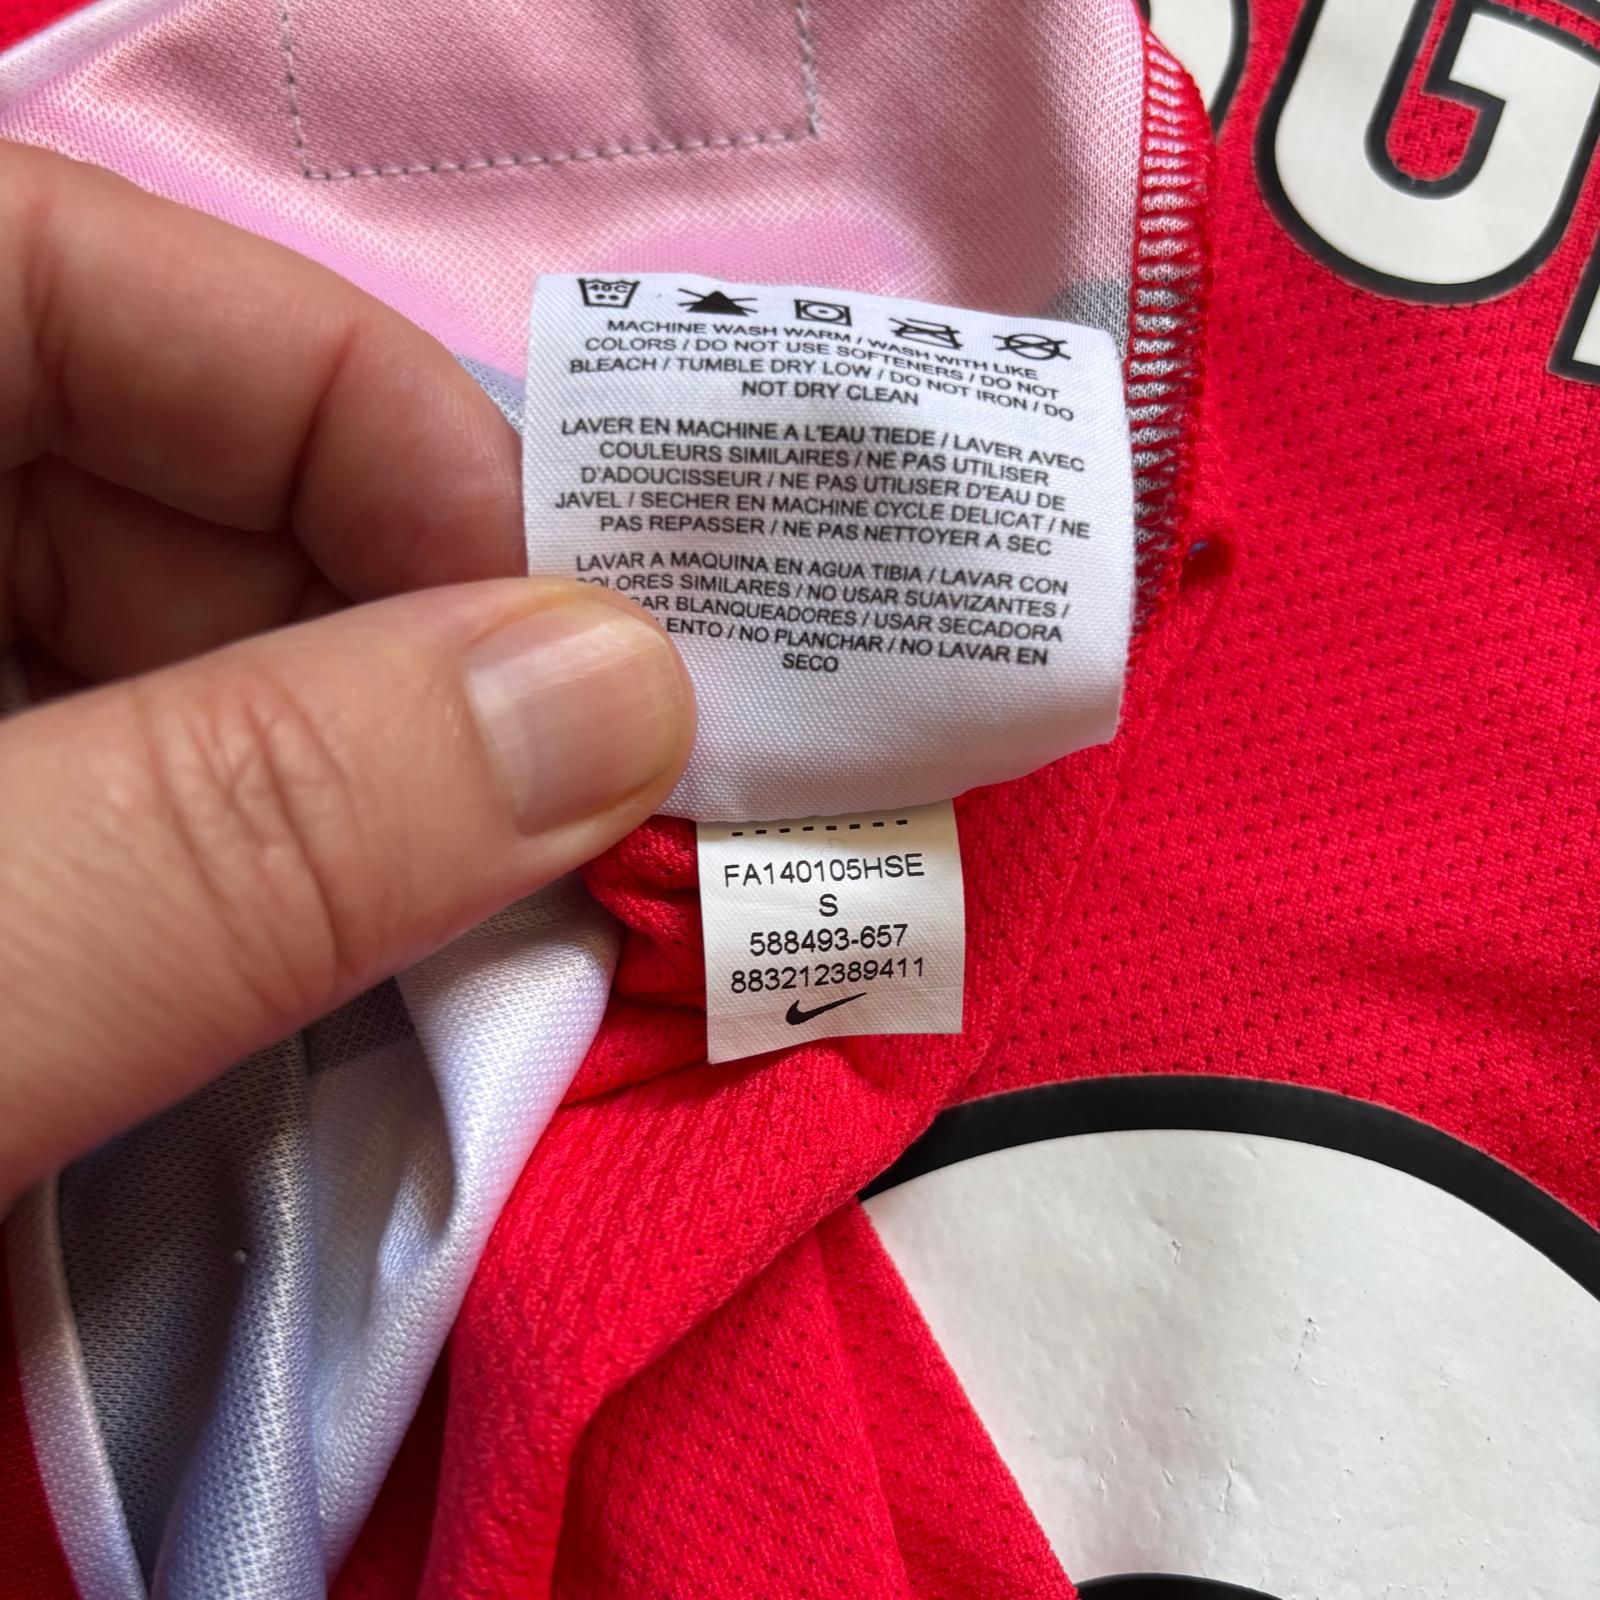 40C
MACHINE WASH WARM / WASH WITH LIKE
COLORS / DO NOT USE SOFTENERS / DO NOT
BLEACH / TUMBLE DRY LOW / DO NOT IRON / DO
NOT DRY CLEAN
LAVER EN MACHINE A L'EAU TIEDE / LAVER AVEC
COULEURS SIMILAIRES / NE PAS UTILISER
D'ADOUCISSEUR / NE PAS UTILISER D'EAU DE
JAVEL / SECHER EN MACHINE CYCLE DELICAT / NE
PAS REPASSER / NE PAS NETTOYER A SEC
LAVAR A MAQUINA EN AGUA TIBIA / LAVAR CON
OLORES SIMILARES / NO USAR SUAVIZANTES /
AR BLANQUEADORES / USAR SECADORA
ENTO / NO PLANCHAR / NO LAVAR EN
SECO
FA140105HSE
S
588493-657
883212389411
G